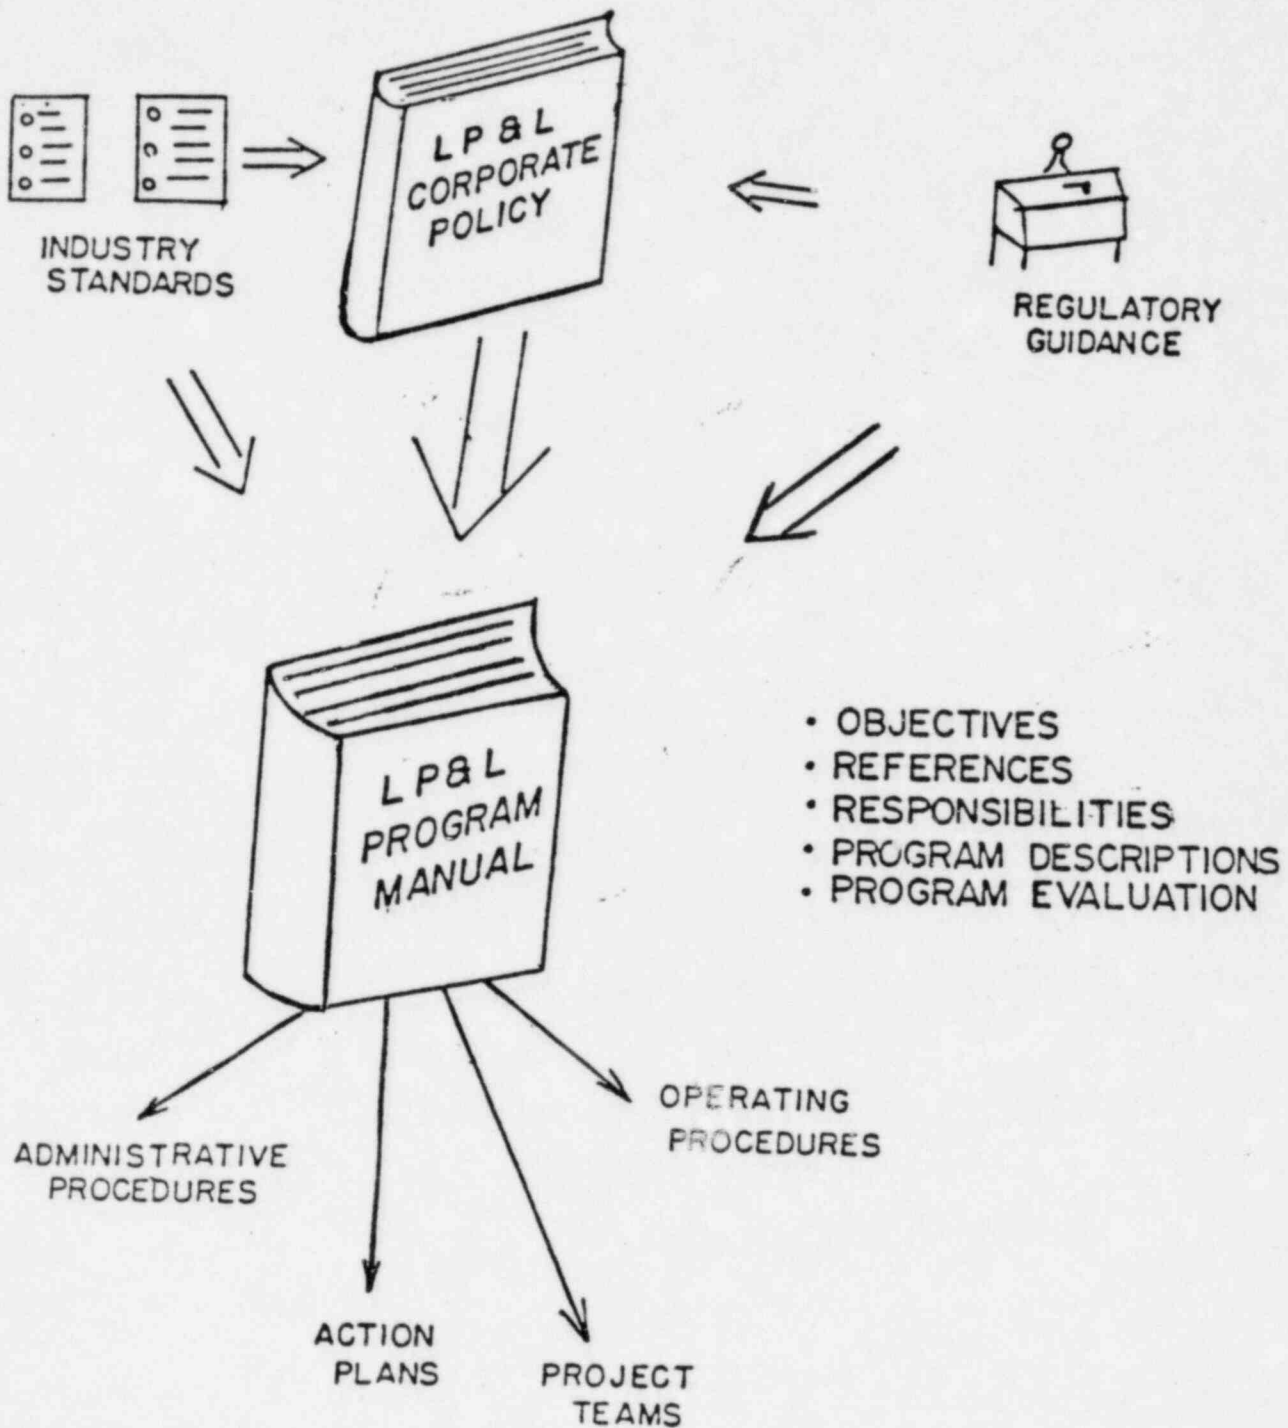 LP & L
CORPORATE
POLICY
INDUSTRY
STANDARDS
REGULATORY
GUIDANCE
LP & L
PROGRAM
MANUAL
• OBJECTIVES
• REFERENCES
• RESPONSIBILITIES
• PROGRAM DESCRIPTIONS
• PROGRAM EVALUATION
ADMINISTRATIVE
PROCEDURES
OPERATING
PROCEDURES
ACTION
PLANS
PROJECT
TEAMS